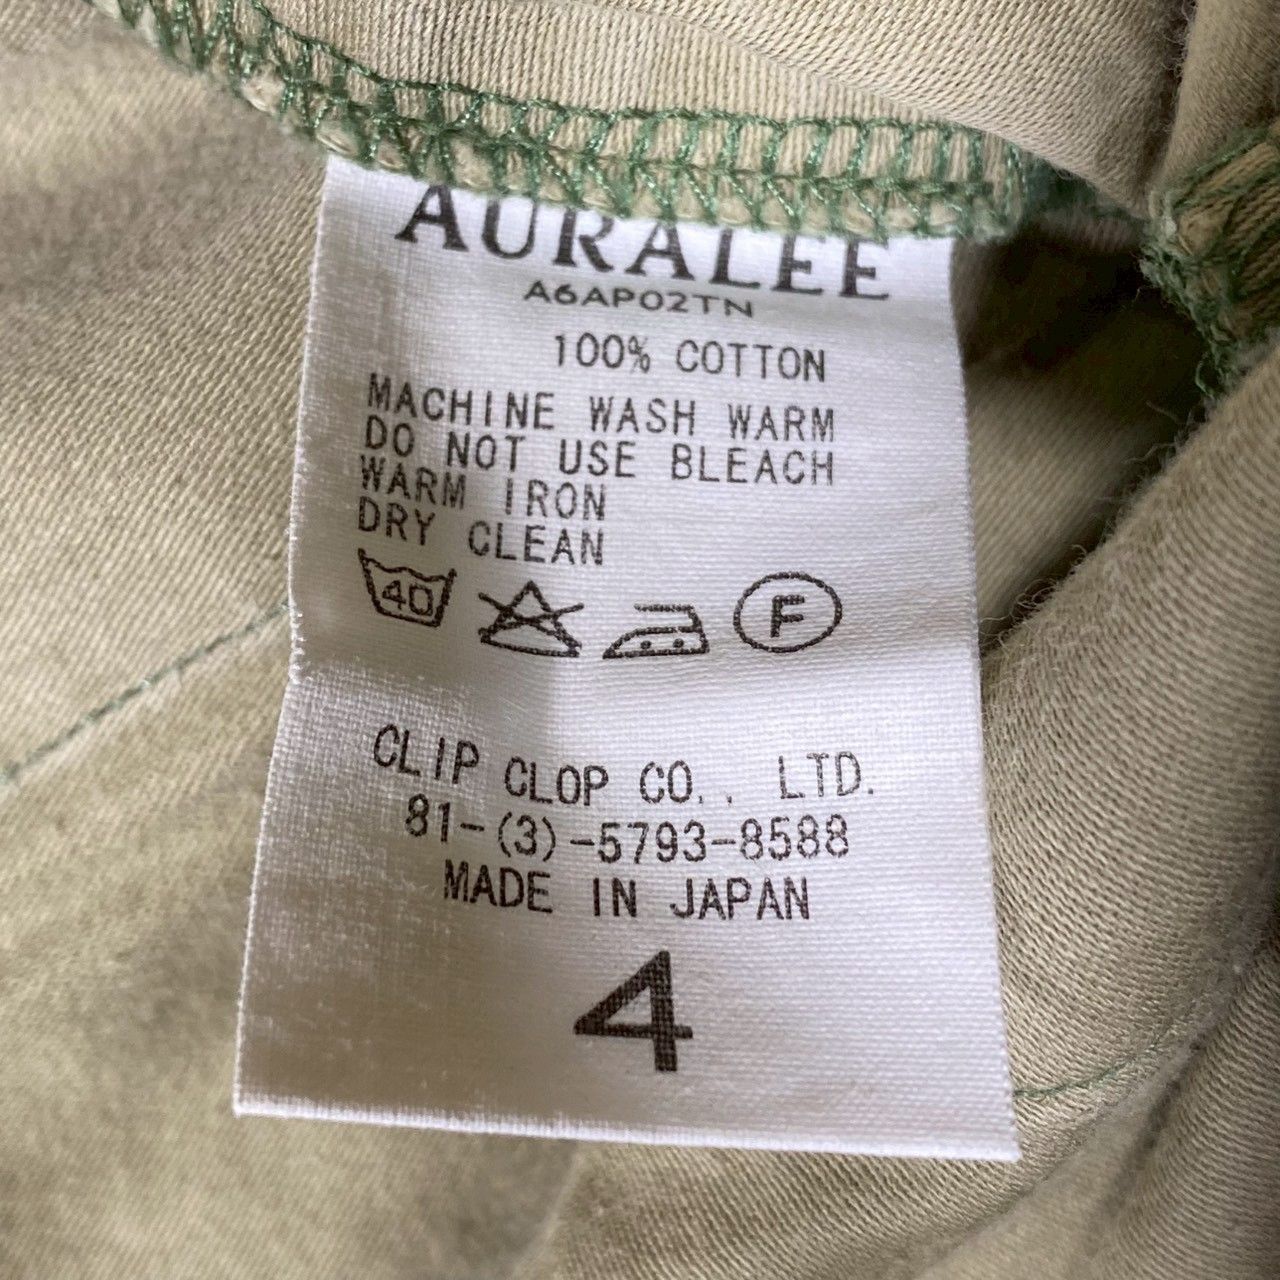 AURALEE
A6AP02TN
100% COTTON
MACHINE WASH WARM
DO NOT USE BLEACH
WARM IRON
DRY CLEAN
40
F
CLIP CLOP CO., LTD.
81-(3)-5793-8588
MADE IN JAPAN
4